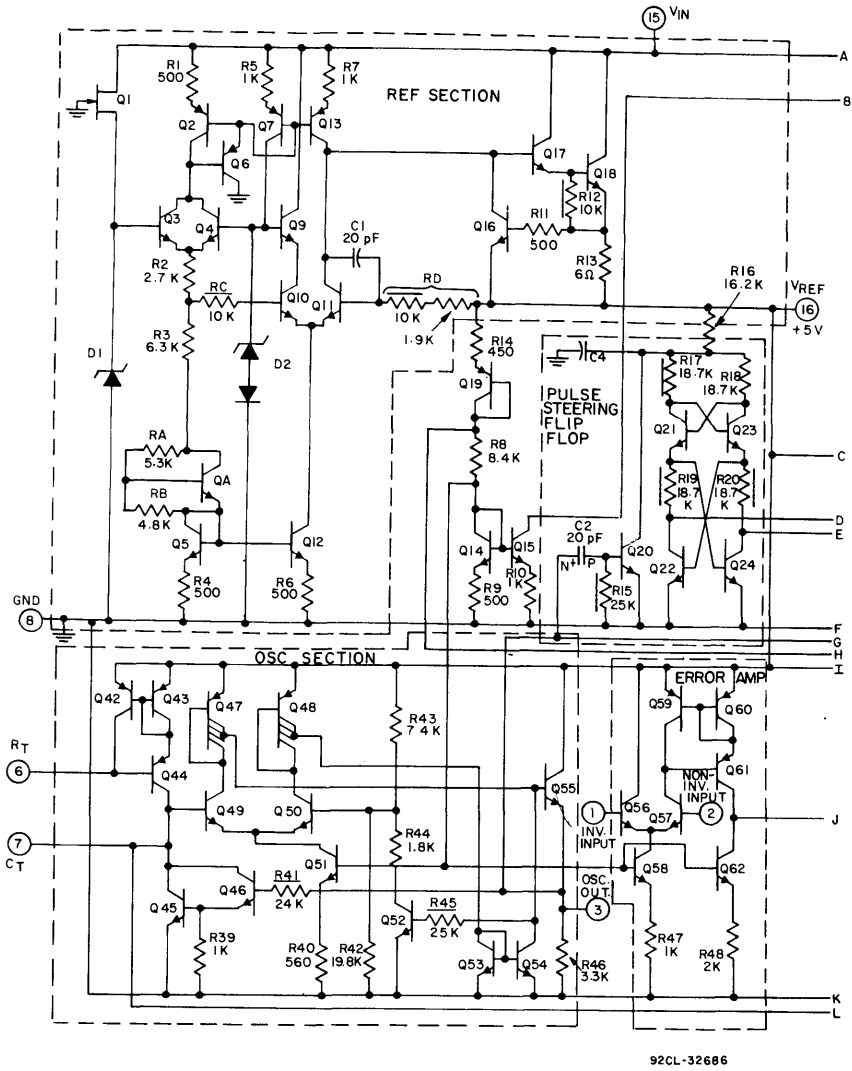 15 VIN
A
B
REF SECTION
R1
500
R5
1K
R7
1K
Q1
Q2
Q7
Q13
Q6
Q17
Q18
R12
10K
Q3
Q4
Q9
Q16
R11
500
C1
20 pF
R13
6Ω
R16
16.2K
R2
2.7 K
RC
10 K
Q10
Q11
RD
10K
1.9K
VREF
16
+5V
R3
6.3K
D1
D2
R14
450
C4
R17
18.7K
R18
18.7K
Q19
PULSE
STEERING
FLIP
FLOP
Q21
Q23
RA
5.3K
R8
8.4K
C
RB
4.8K
QA
R19
18.7
K
R20
18.7
K
D
E
Q5
Q12
Q14
Q15
C2
20 pF
N+
P
Q20
Q22
Q24
R4
500
R6
500
R9
500
R10
1K
R15
25K
GND
8
F
G
H
I
OSC SECTION
ERROR AMP
Q42
Q43
Q47
Q48
R43
7.4K
Q59
Q60
RT
6
Q44
Q55
Q61
NON-
INV.
INPUT
Q49
Q50
1
INV.
INPUT
Q56
Q57
2
J
7
CT
R44
1.8K
Q51
Q58
Q62
Q46
R41
24K
R45
25K
OSC.
OUT.
3
Q45
Q52
R39
1K
R40
560
R42
19.8K
Q53
Q54
R46
3.3K
R47
1K
R48
2K
K
L
92CL-32686